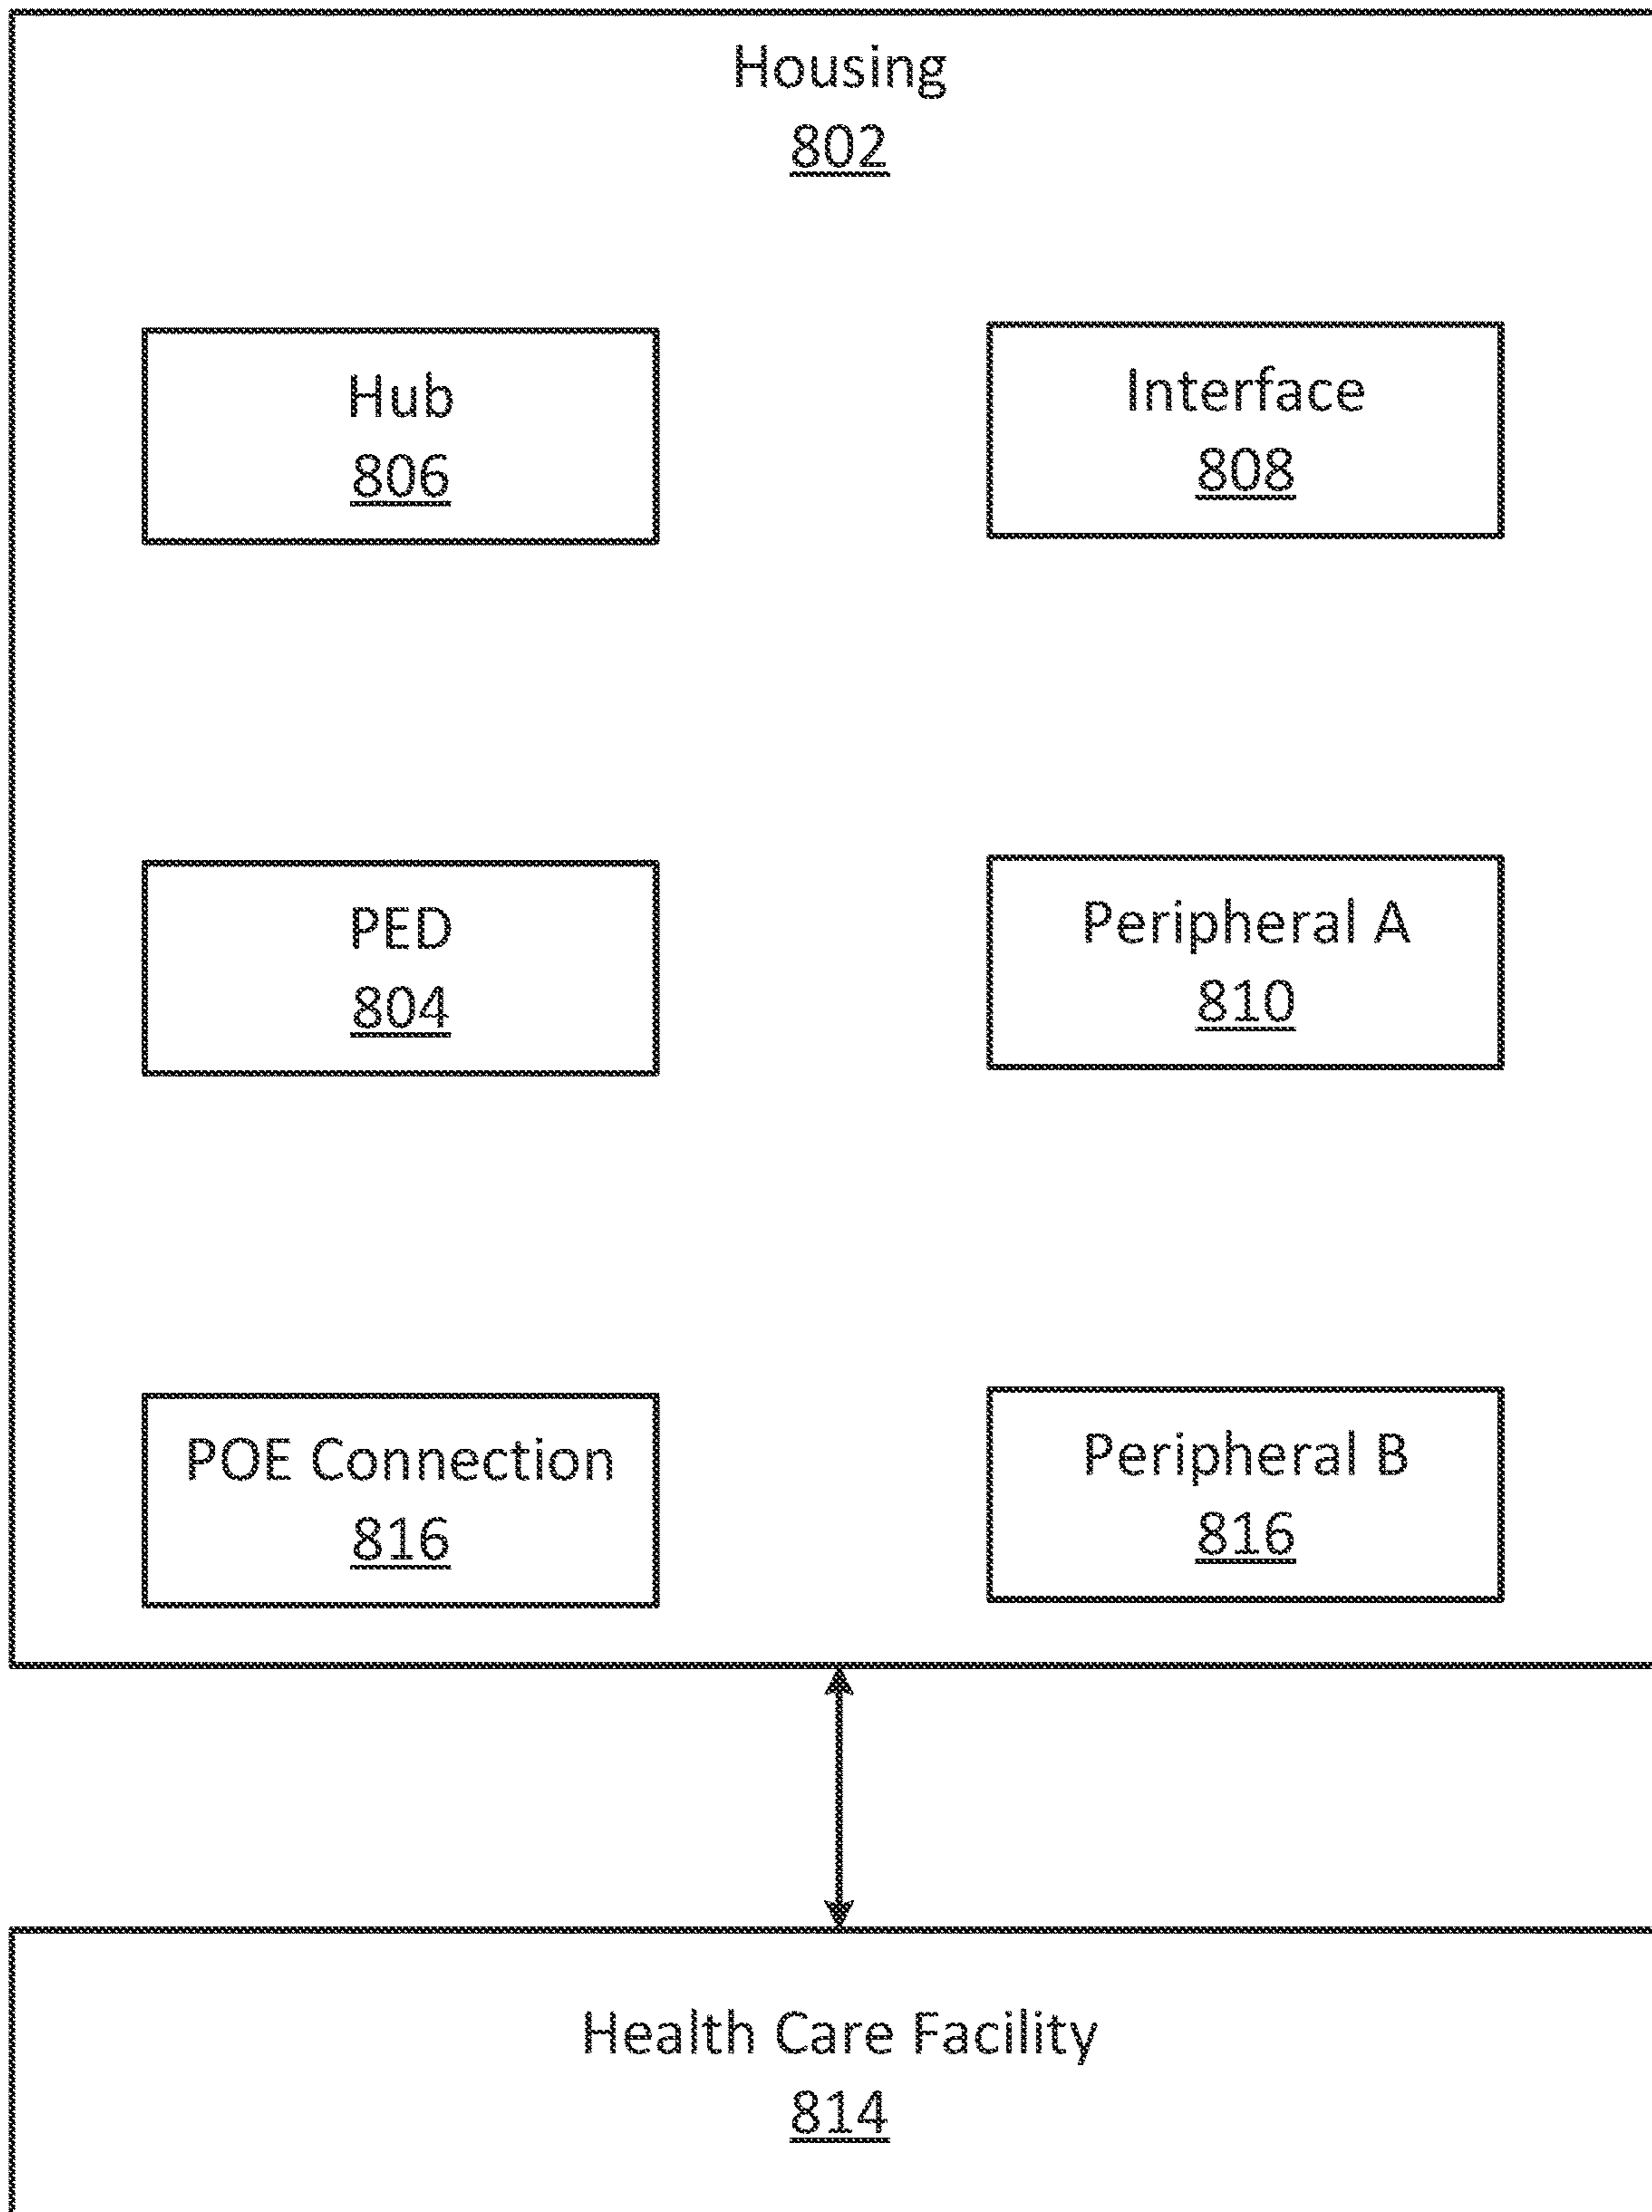 Housing
802
Hub
806
Interface
808
PED
804
Peripheral A
810
POE Connection
816
Peripheral B
816
Health Care Facility
814